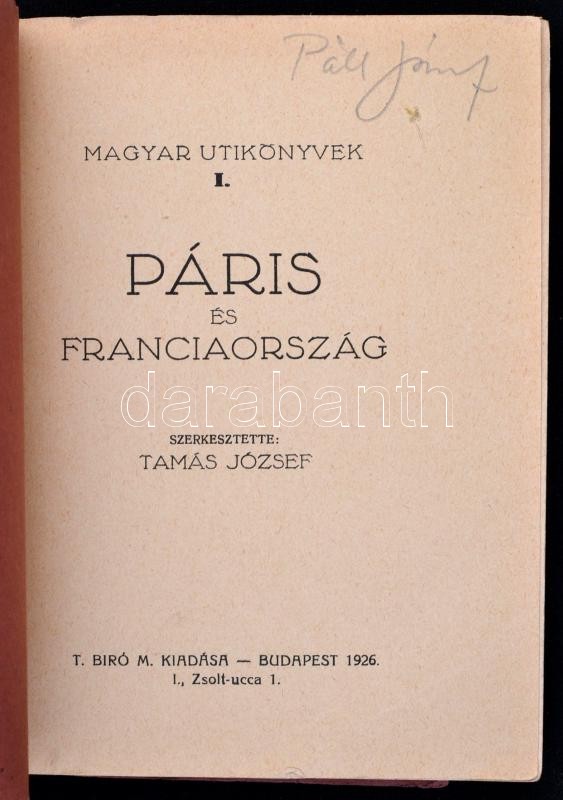 Páll József
MAGYAR UTIKÖNYVEK
I.
PÁRIS
ÉS
FRANCIAORSZÁG
darabanth
SZERKESZTETTE:
TAMÁS JÓZSEF
T. BIRÓ M. KIADÁSA — BUDAPEST 1926.
I., Zsolt-ucca 1.